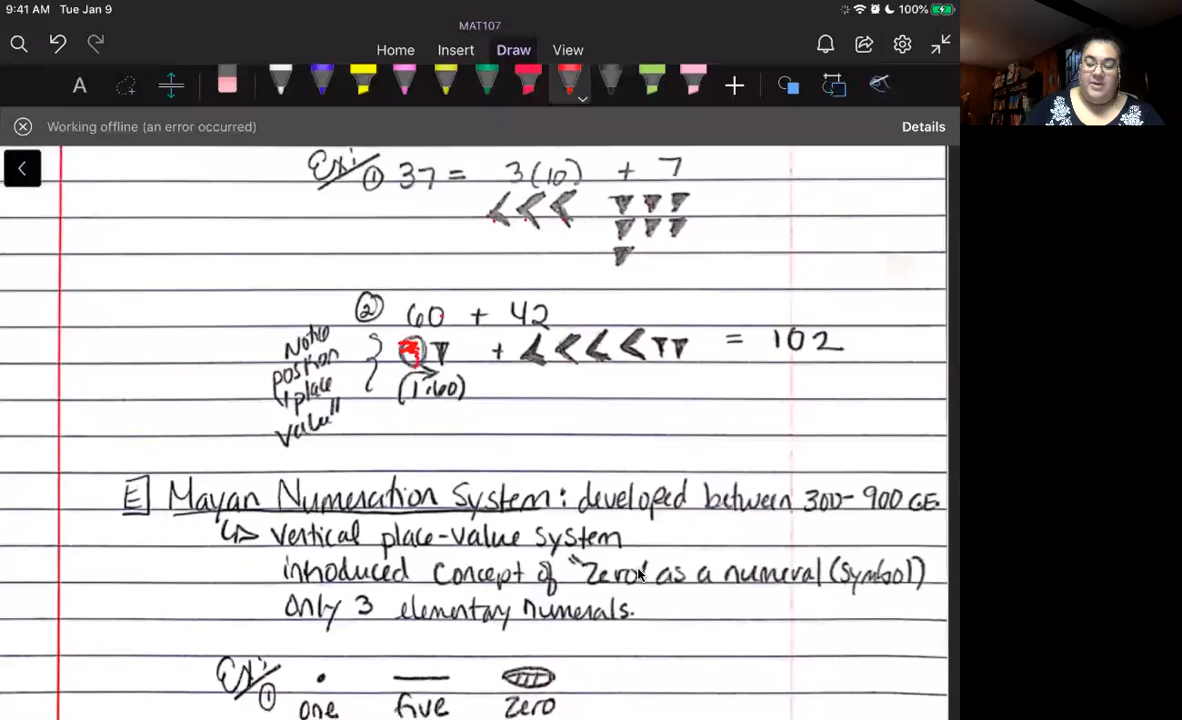 9:41 AM Tue Jan 9
100%
MAT107
Home Insert Draw View
A
Working offline (an error occurred)
Details
Ex: ① 37 = 3(10) + 7
② 60 + 42
+ = 102
Note
position
"place
value"
(1·60)
E] Mayan Numeration System: developed between 300-900 CE.
↳ vertical place-value system
introduced concept of "Zero" as a numeral (symbol)
only 3 elementary numerals.
Ex: ①
one five zero